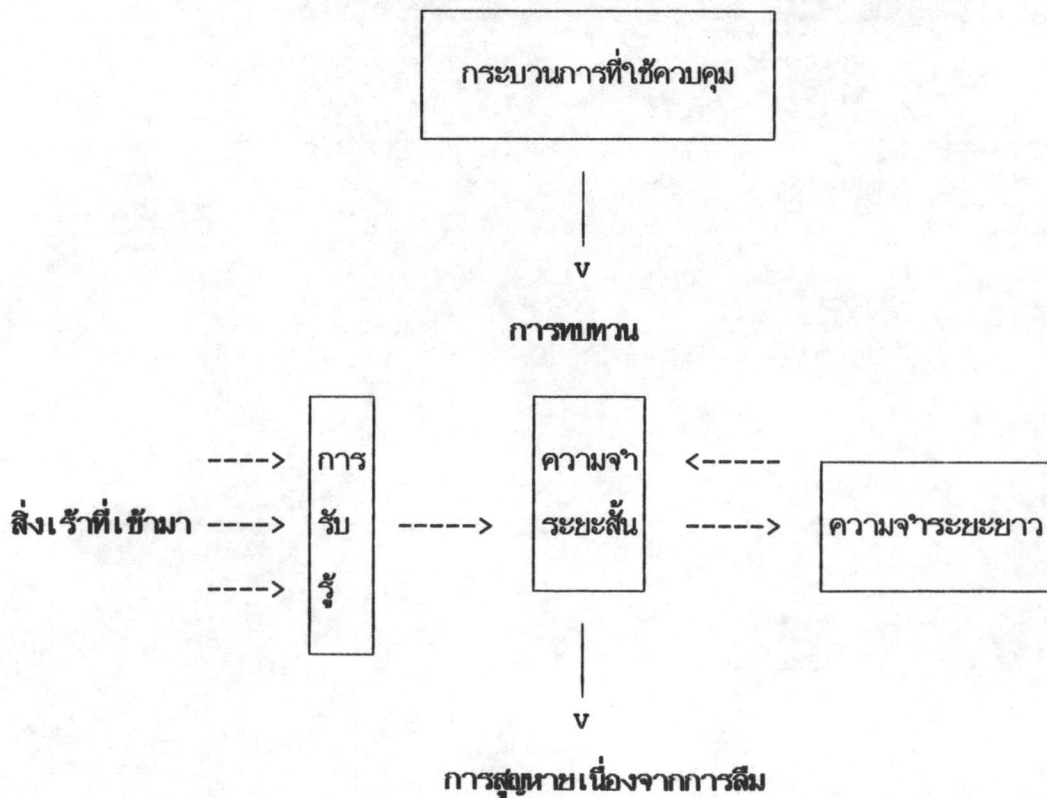 กระบวนการที่ใช้ควบคุม
v
การทบทวน
----> การ ความจำ <-----
สิ่งเร้าที่เข้ามา ----> รับ -----> ระยะสั้น -----> ความจำระยะยาว
----> รู้
v
การสูญหายเนื่องจากการลืม